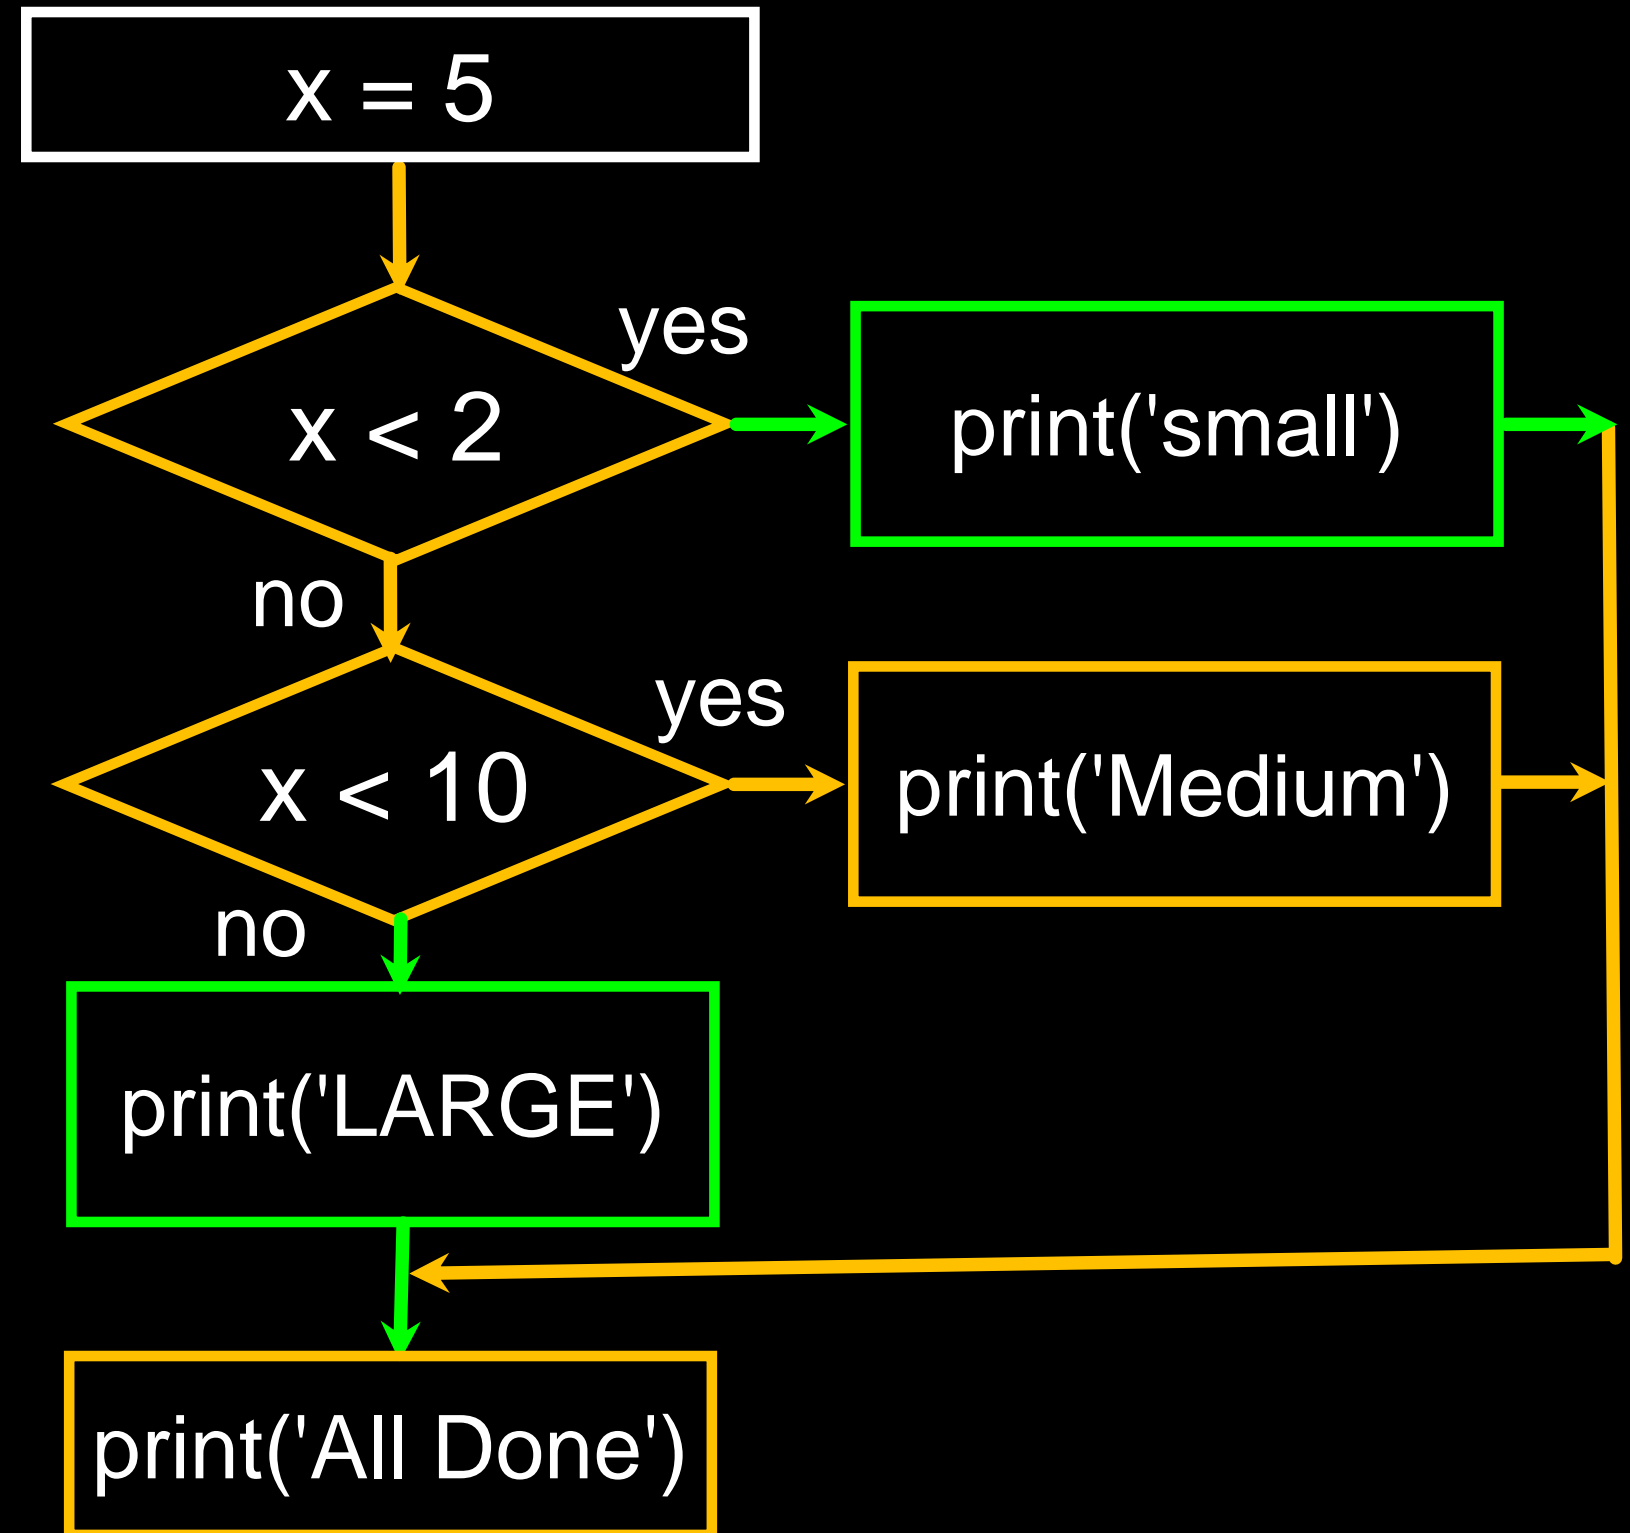 x = 5
yes
x < 2
print('small')
no
yes
x < 10
print('Medium')
no
print('LARGE')
print('All Done')